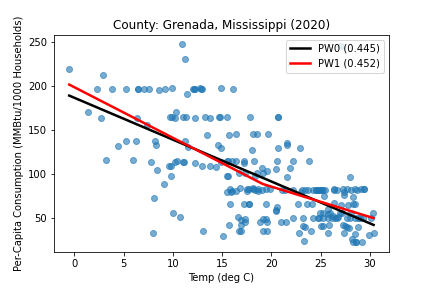 County: Grenada, Mississippi (2020)
PW0 (0.445)
PW1 (0.452)
Per-Capita Consumption (MMBtu/1000 Households)
250
200
150
100
50
0
5
10
15
20
25
30
Temp (deg C)